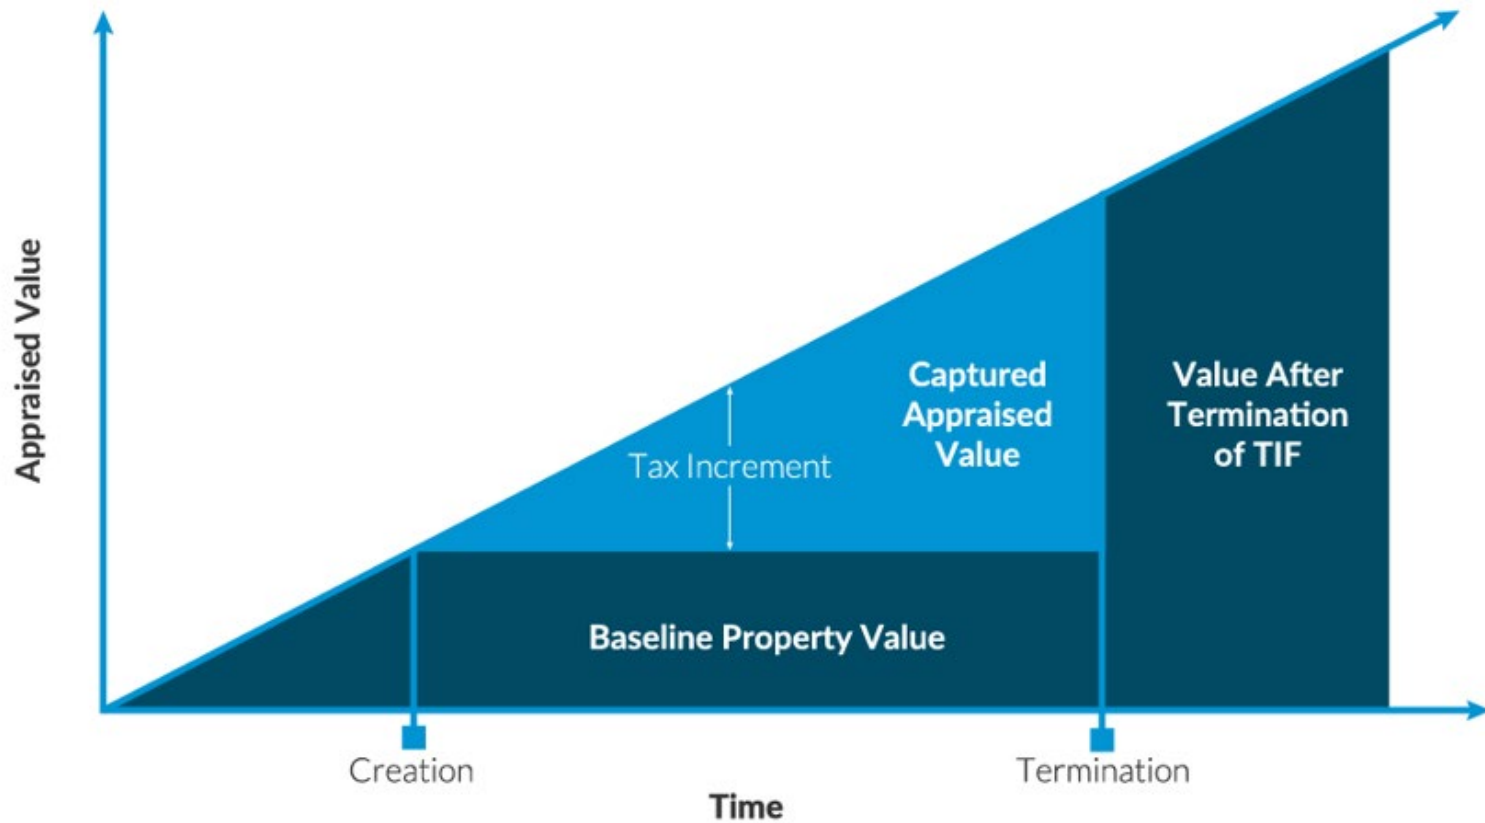 Appraised Value
Captured
Appraised
Value
Value After
Termination
of TIF
Tax Increment
Baseline Property Value
Creation
Termination
Time